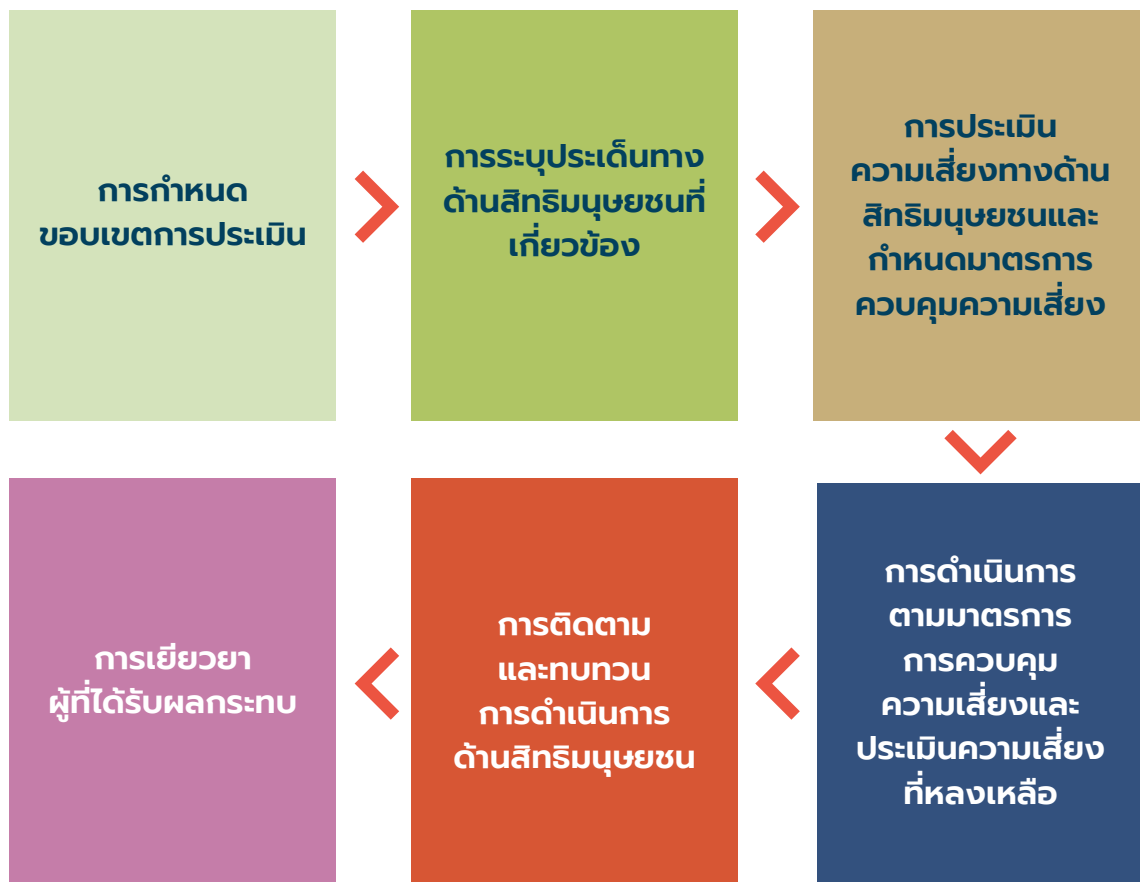 การกำหนด
ขอบเขตการประเมิน
การระบุประเด็นทาง
ด้านสิทธิมนุษยชนที่
เกี่ยวข้อง
การประเมิน
ความเสี่ยงทางด้าน
สิทธิมนุษยชนและ
กำหนดมาตรการ
ควบคุมความเสี่ยง
การดำเนินการ
ตามมาตรการ
การควบคุม
ความเสี่ยงและ
ประเมินความเสี่ยง
ที่หลงเหลือ
การติดตาม
และทบทวน
การดำเนินการ
ด้านสิทธิมนุษยชน
การเยียวยา
ผู้ที่ได้รับผลกระทบ